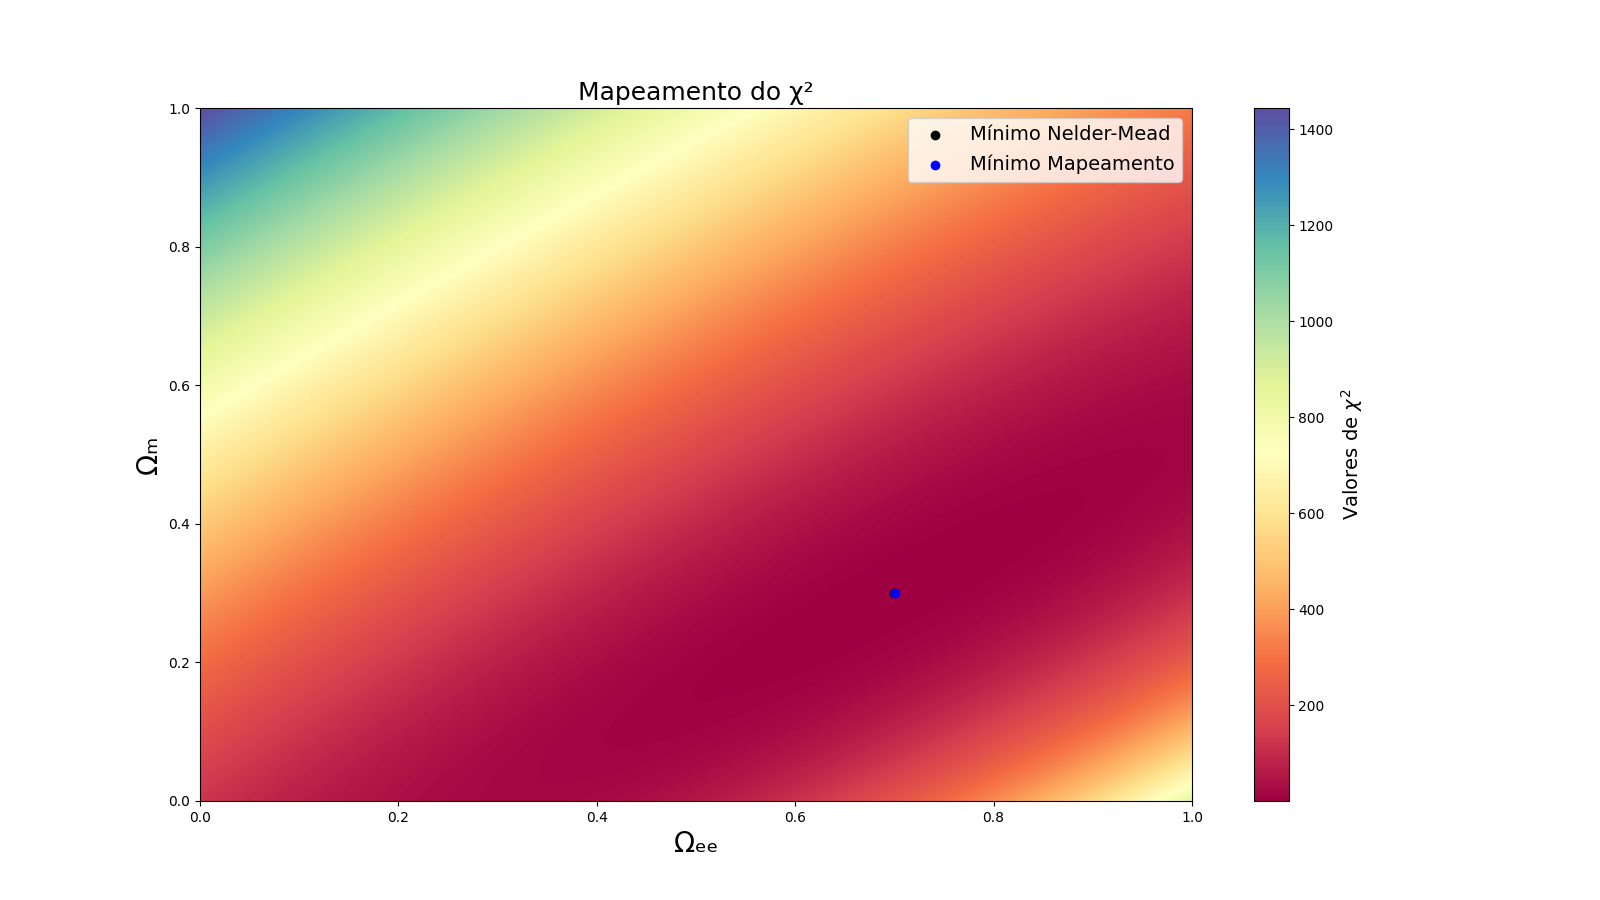 Mapeamento do χ²
Mínimo Nelder-Mead
Mínimo Mapeamento
1.0
0.8
0.6
0.4
0.2
0.0
Ωₘ
0.0 0.2 0.4 0.6 0.8 1.0
Ωₑₑ
1400
1200
1000
800
600
400
200
Valores de χ²